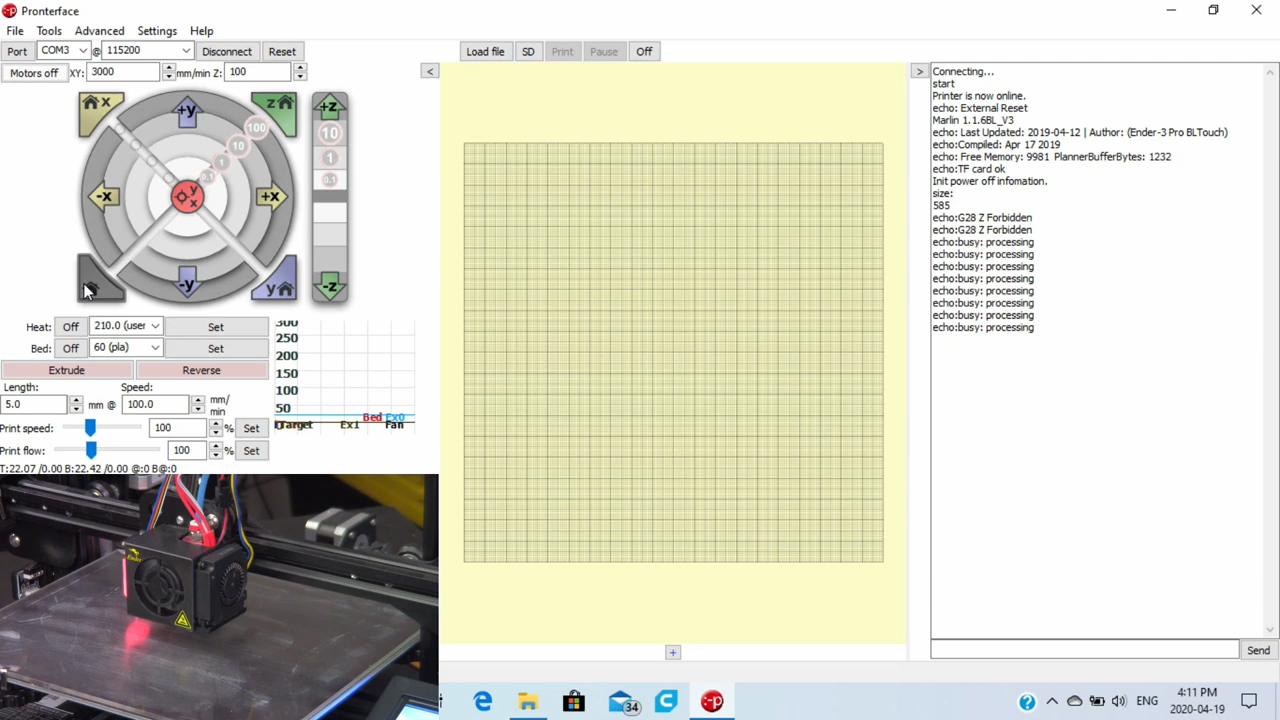 Pronterface
File Tools Advanced Settings Help
Port COM3 @ 115200 Disconnect Reset Load file SD Print Pause Off
Motors off XY: 3000 mm/min Z: 100 < >
x +y z +z
100
10
1
0.1
10
1
0.1
-x y x +x
-y y -z
Heat: Off 210.0 (user Set
Bed: Off 60 (pla) Set
Extrude Reverse
Length: Speed:
5.0 mm @ 100.0 mm/min
Print speed: 100 % Set
Print flow: 100 % Set
T:22.07 /0.00 B:22.42 /0.00 @:0 B@:0
300
250
200
150
100
50
Bed Ex0
Target Ex1 Fan
+
Connecting...
start
Printer is now online.
echo: External Reset
Marlin 1.1.6BL_V3
echo: Last Updated: 2019-04-12 | Author: (Ender-3 Pro BLTouch)
echo:Compiled: Apr 17 2019
echo: Free Memory: 9981 PlannerBufferBytes: 1232
echo:TF card ok
Init power off infomation.
size:
585
echo:G28 Z Forbidden
echo:G28 Z Forbidden
echo:busy: processing
echo:busy: processing
echo:busy: processing
echo:busy: processing
echo:busy: processing
echo:busy: processing
echo:busy: processing
echo:busy: processing
Send
Ender
34
ENG
4:11 PM
2020-04-19